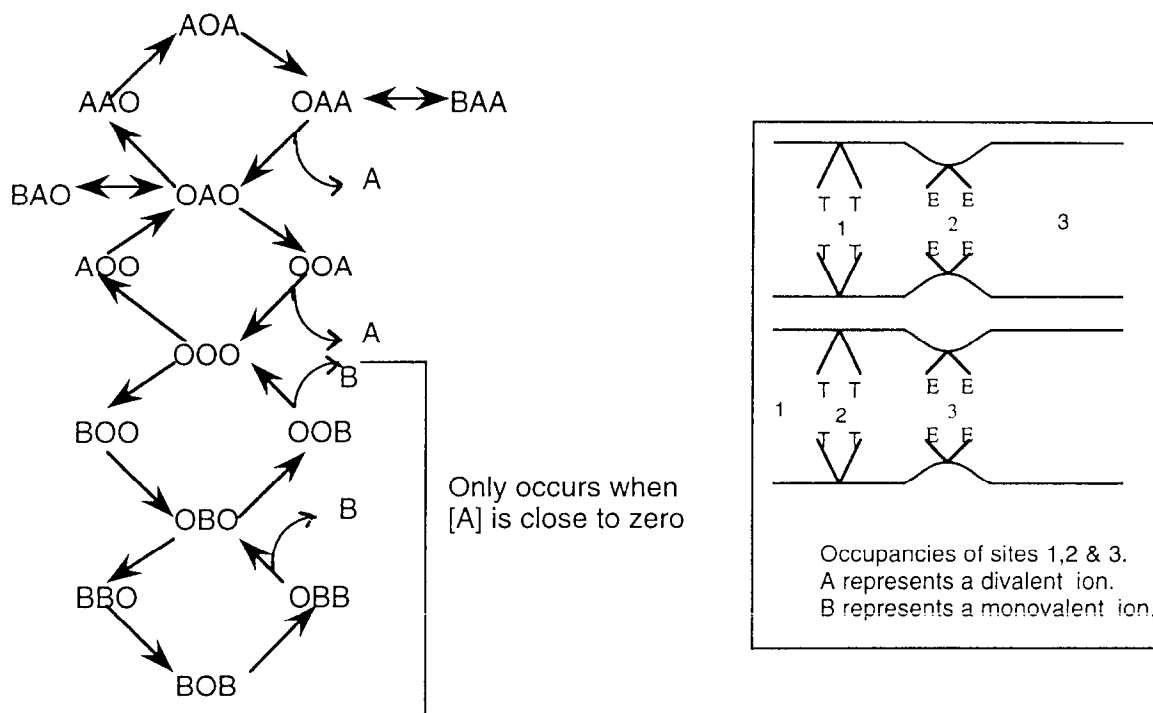 AOA
AAO OAA BAA
BAO OAO A
AOO OOA
OOO A
B
BOO OOB
OBO B
BBO OBB
BOB
Only occurs when
[A] is close to zero
T T E E
1 2 3
T T E E
T T E E
1 2 3
T T E E
Occupancies of sites 1,2 & 3.
A represents a divalent ion.
B represents a monovalent ion.